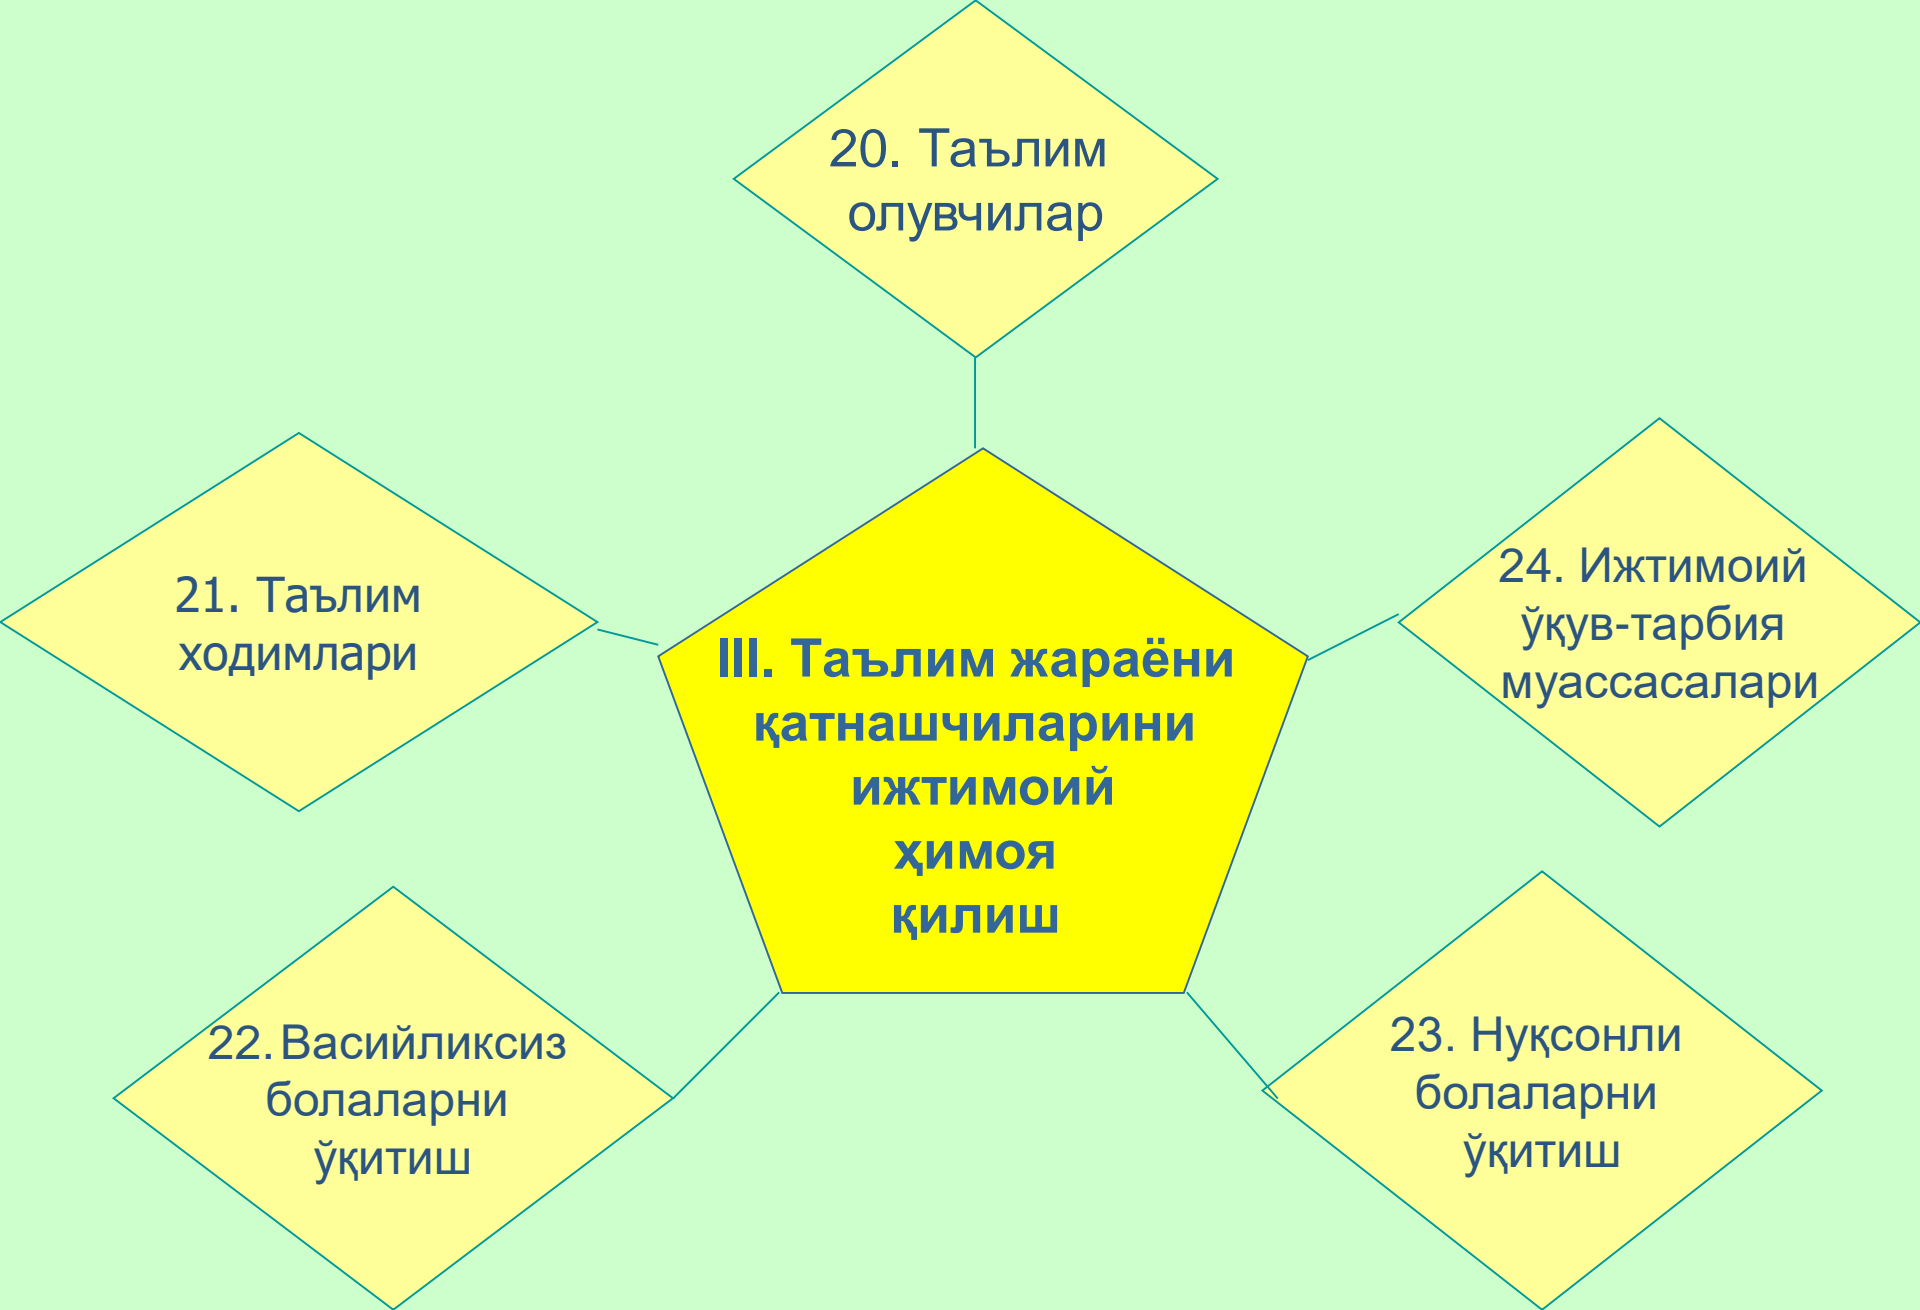 20. Таълим
олувчилар
21. Таълим
ходимлари
III. Таълим жараёни
қатнашчиларини
ижтимоий
ҳимоя
қилиш
24. Ижтимоий
ўқув-тарбия
муассасалари
22. Васийликсиз
болаларни
ўқитиш
23. Нуқсонли
болаларни
ўқитиш